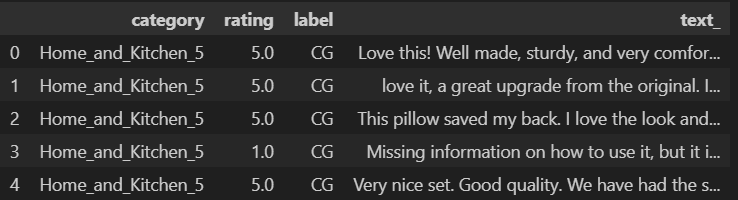 category rating label text_
0 Home_and_Kitchen_5 5.0 CG Love this! Well made, sturdy, and very comfor...
1 Home_and_Kitchen_5 5.0 CG love it, a great upgrade from the original. I...
2 Home_and_Kitchen_5 5.0 CG This pillow saved my back. I love the look and...
3 Home_and_Kitchen_5 1.0 CG Missing information on how to use it, but it i...
4 Home_and_Kitchen_5 5.0 CG Very nice set. Good quality. We have had the s...